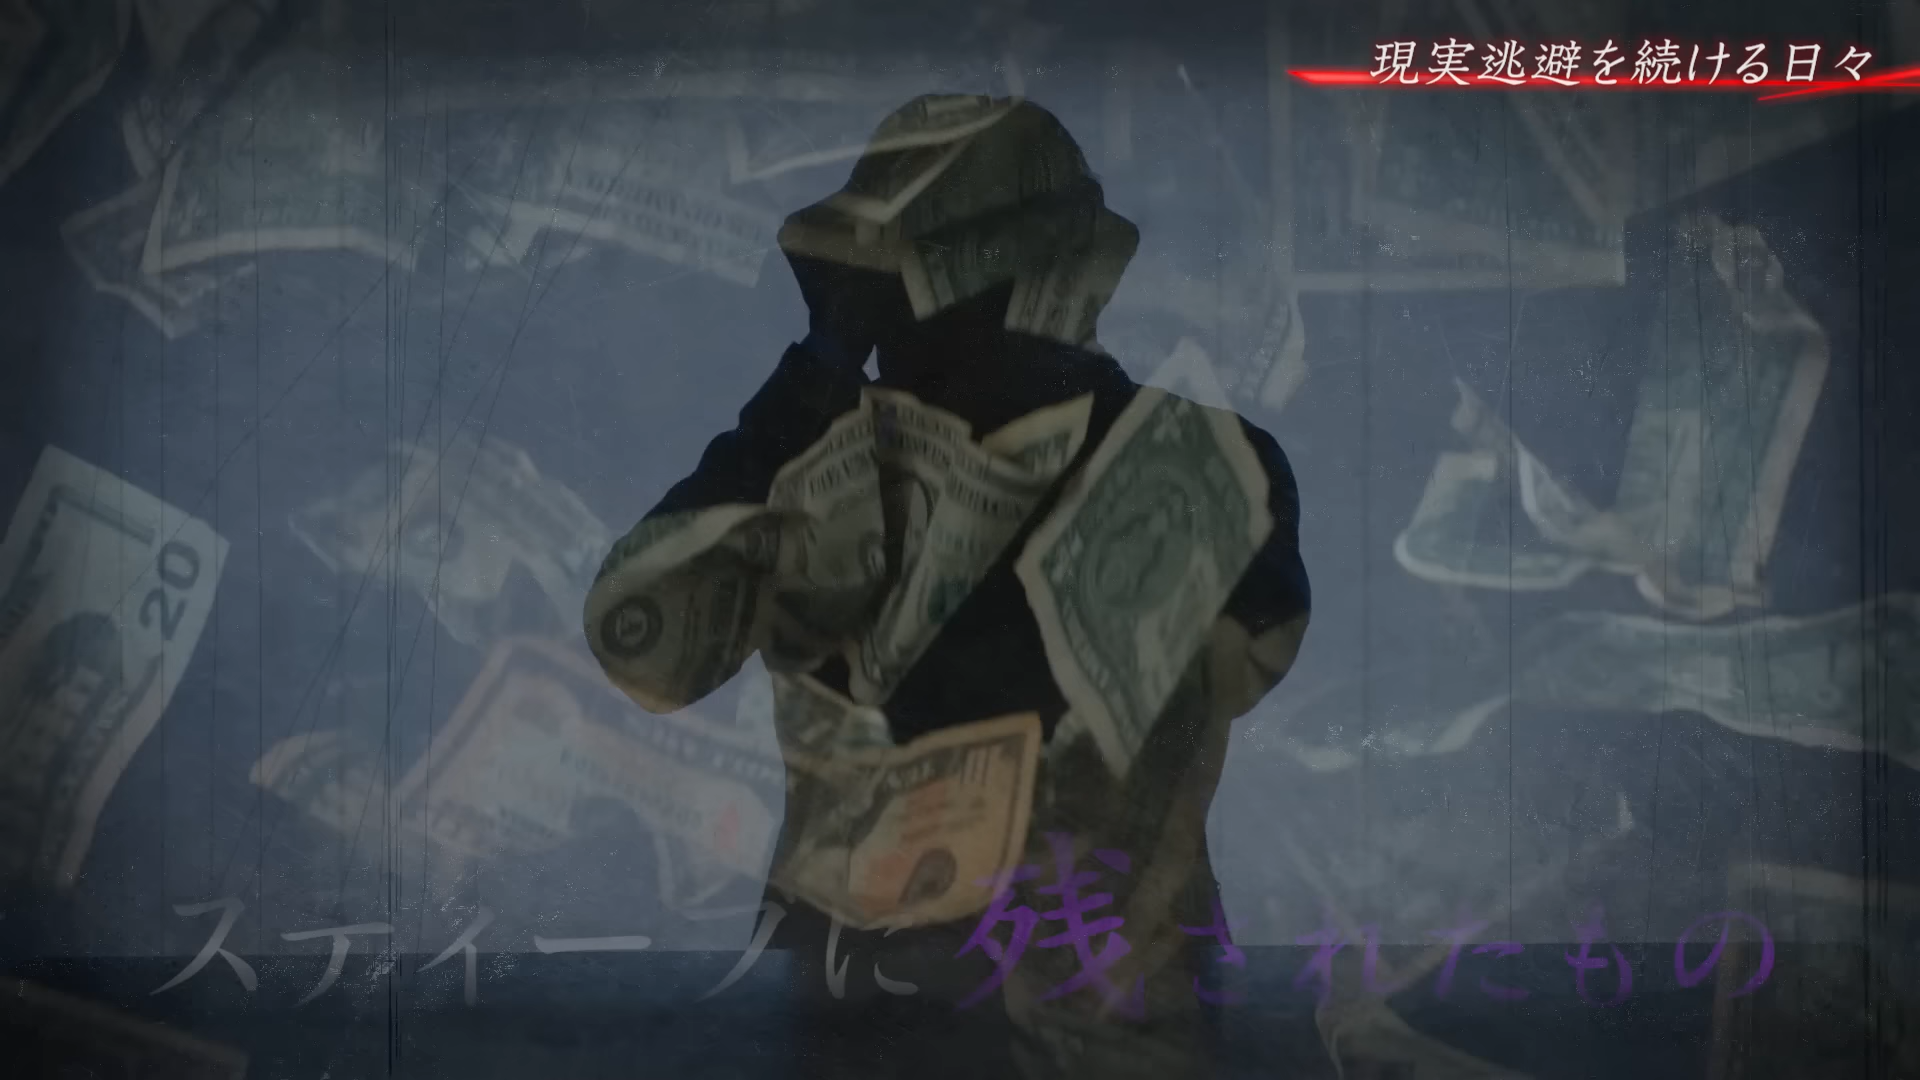 現実逃避を続ける日々
スティーブに残されたもの
20